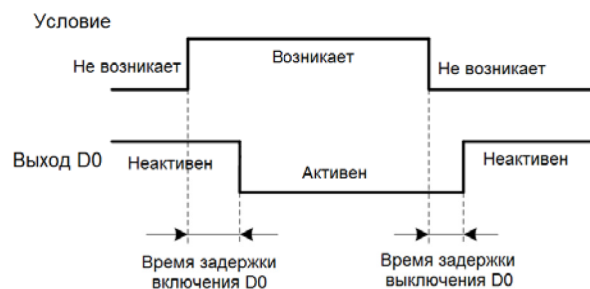 Условие
Не возникает
Возникает
Не возникает
Выход D0
Неактивен
Активен
Неактивен
Время задержки
включения D0
Время задержки
выключения D0